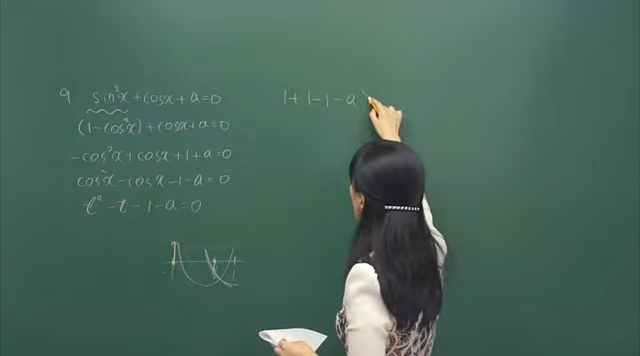 9 sin²x + cosx + a = 0
(1 - cos²x) + cosx + a = 0
-cos²x + cosx + 1 + a = 0
cos²x - cosx - 1 - a = 0
t² - t - 1 - a = 0
1 + 1 - 1 - a